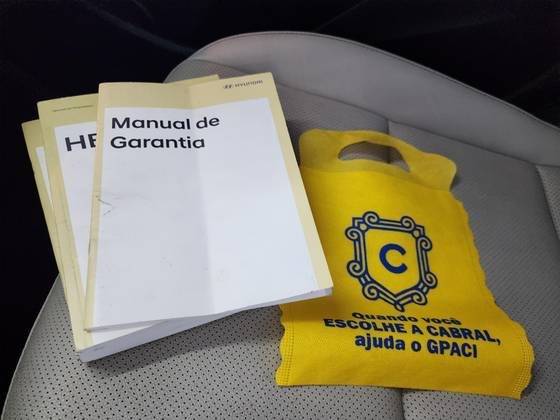 HYUNDAI
Manual de
Garantia
HB
C
Quando você
ESCOLHE A CABRAL,
ajuda o GPACI